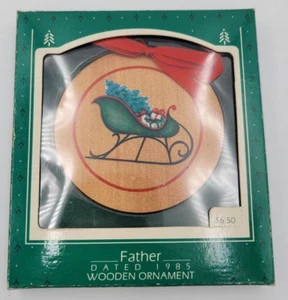 $6.50
Father
DATED 1985
WOODEN ORNAMENT